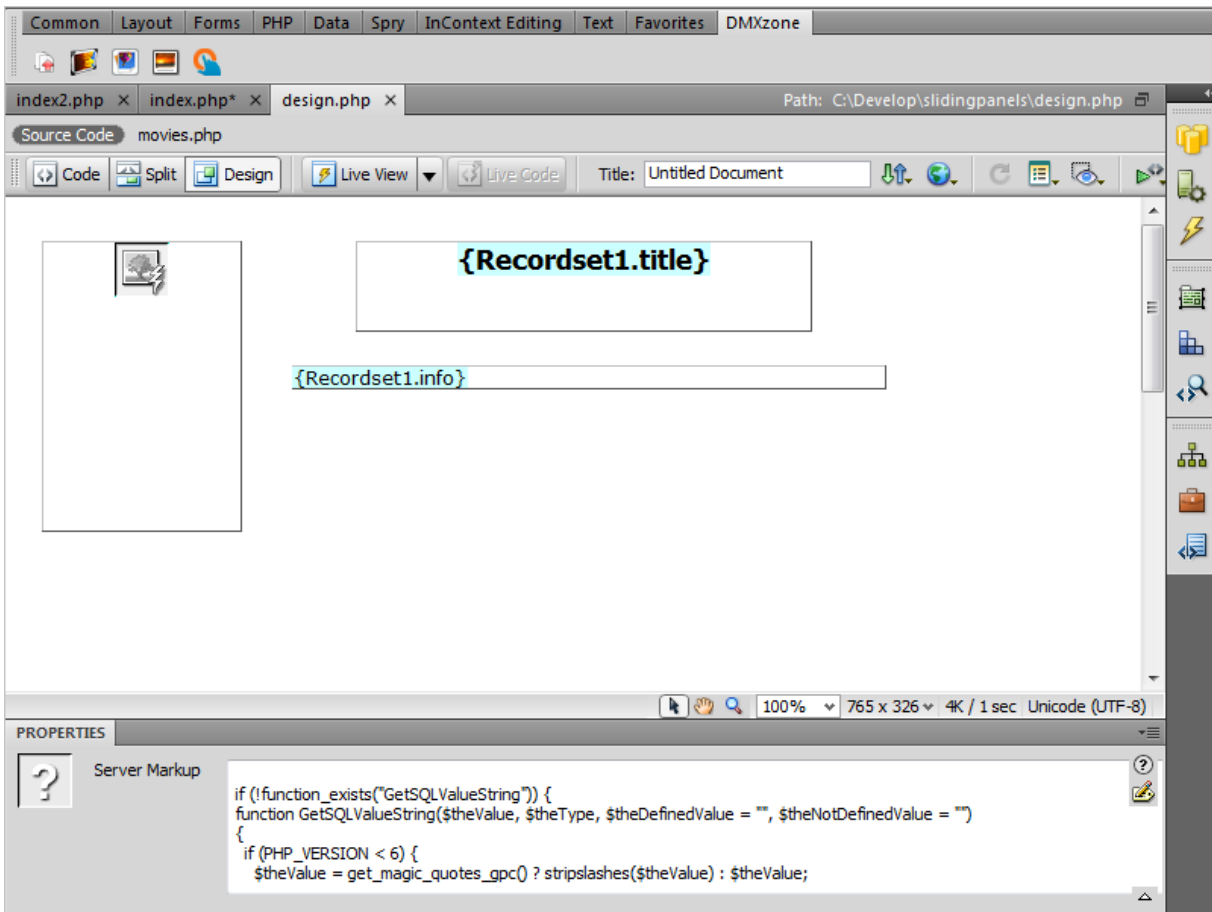 Common Layout Forms PHP Data Spry InContext Editing Text Favorites DMXzone
index2.php × index.php* × design.php × Path: C:\Develop\slidingpanels\design.php
Source Code movies.php
Code Split Design Live View Live Code Title: Untitled Document
{Recordset1.title}
{Recordset1.info}
100% 765 x 326 4K / 1 sec Unicode (UTF-8)
PROPERTIES
Server Markup
if (!function_exists("GetSQLValueString")) {
function GetSQLValueString($theValue, $theType, $theDefinedValue = "", $theNotDefinedValue = "")
{
if (PHP_VERSION < 6) {
$theValue = get_magic_quotes_gpc() ? stripslashes($theValue) : $theValue;